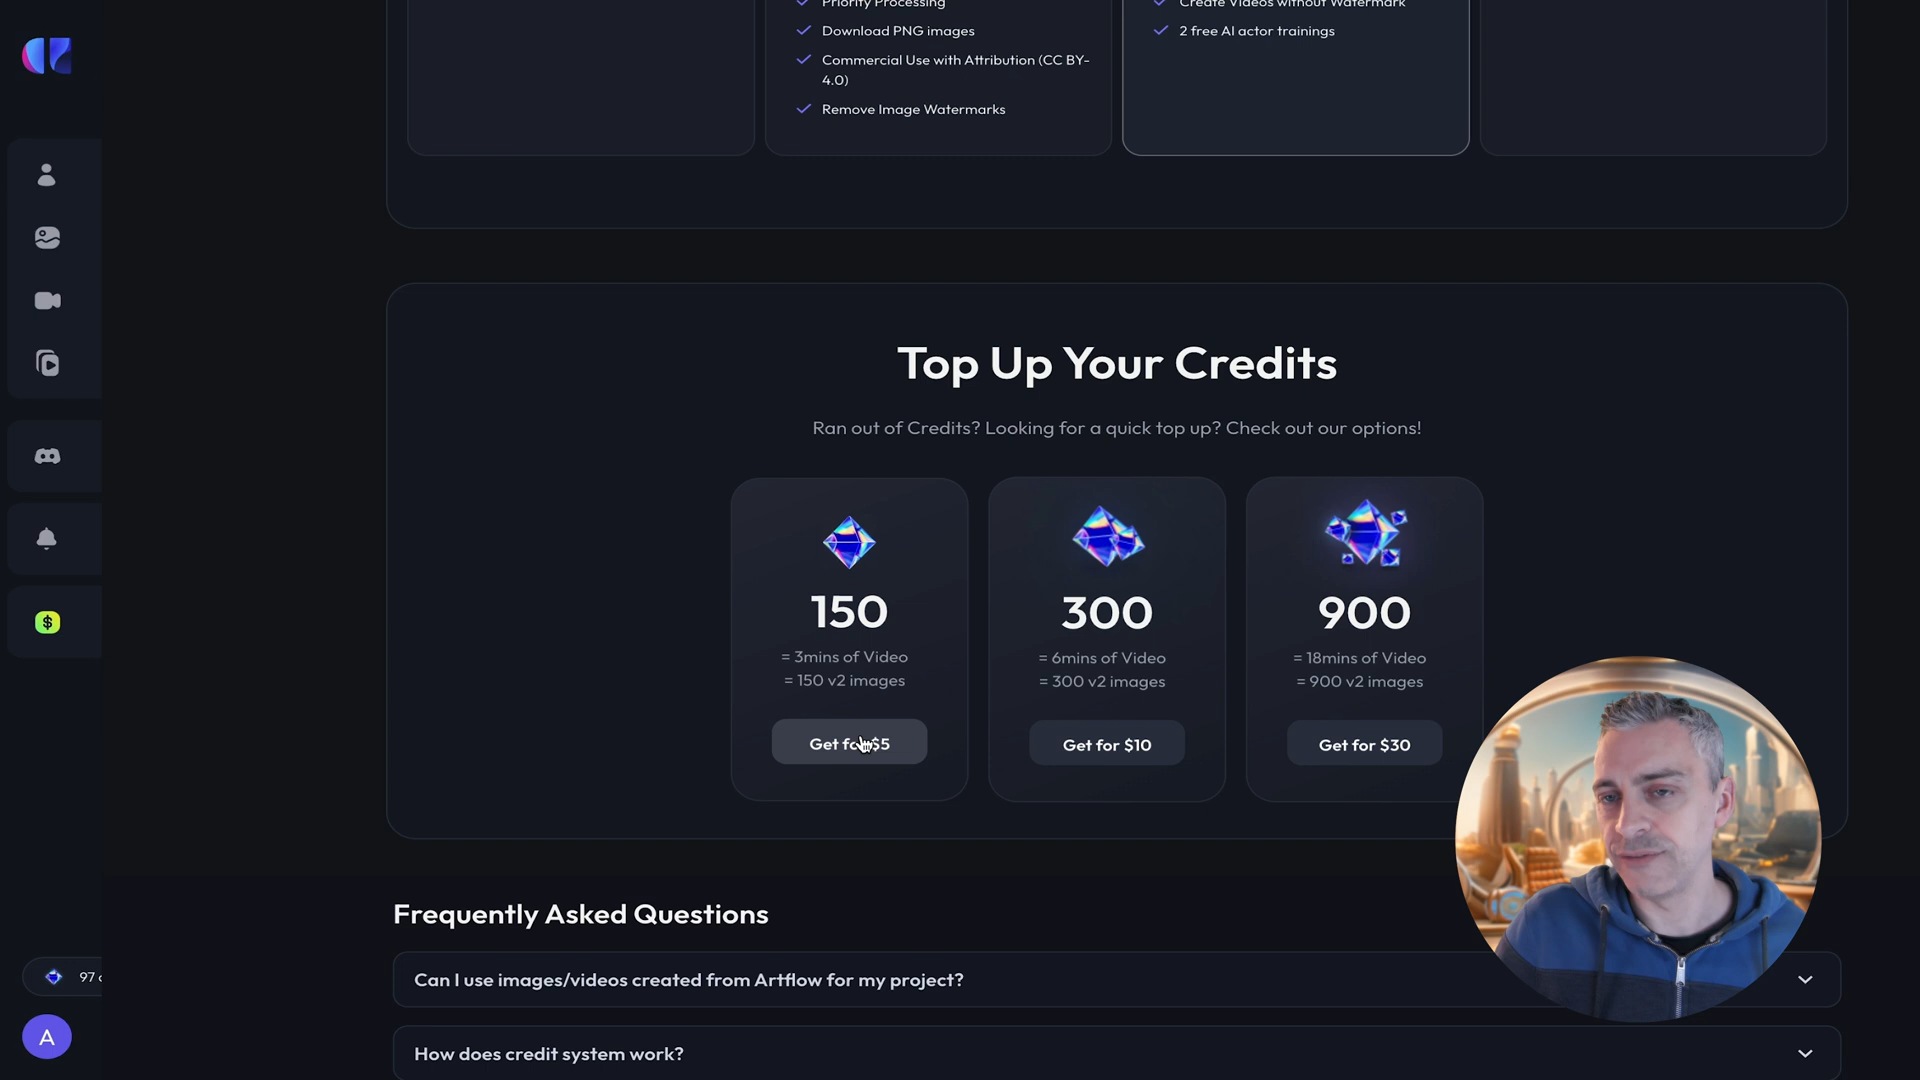 Priority Processing
Create Videos without Watermark
Download PNG images
2 free AI actor trainings
Commercial Use with Attribution (CC BY-
4.0)
Remove Image Watermarks
Top Up Your Credits
Ran out of Credits? Looking for a quick top up? Check out our options!
150
= 3mins of Video
= 150 v2 images
Get for $5
300
= 6mins of Video
= 300 v2 images
Get for $10
900
= 18mins of Video
= 900 v2 images
Get for $30
$
Frequently Asked Questions
Can I use images/videos created from Artflow for my project?
97
A
How does credit system work?